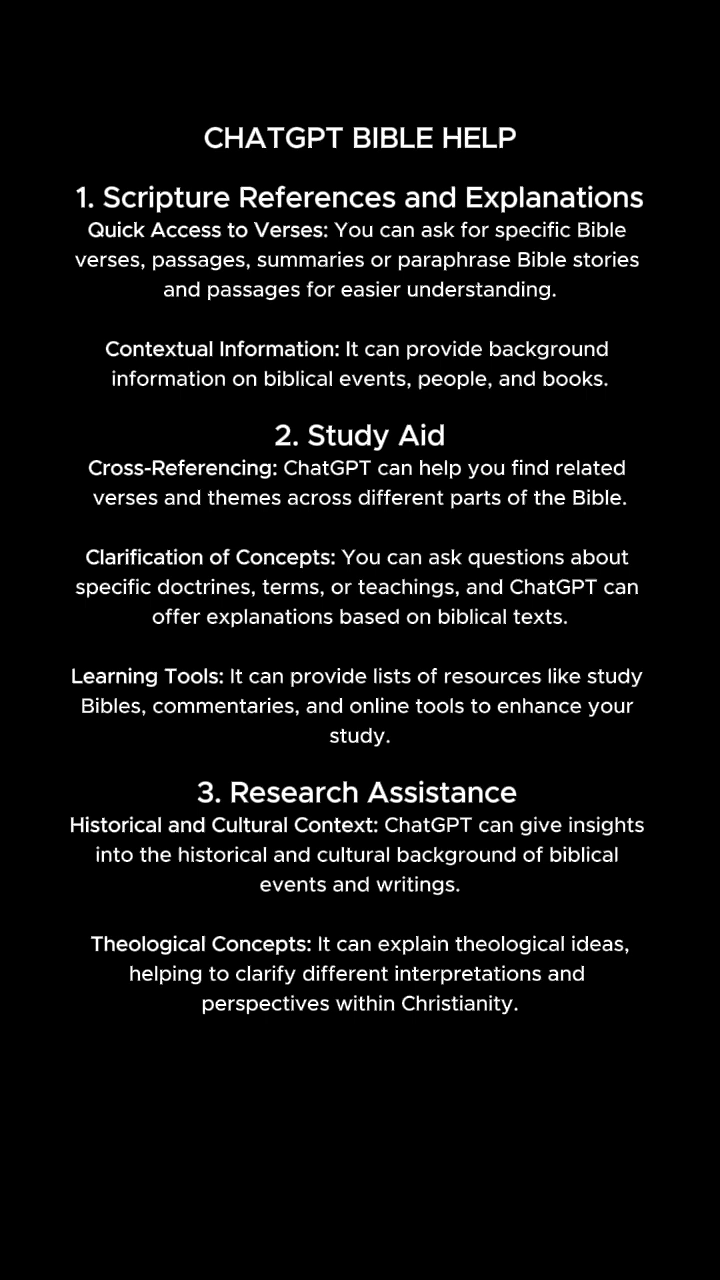 CHATGPT BIBLE HELP
1. Scripture References and Explanations
Quick Access to Verses: You can ask for specific Bible
verses, passages, summaries or paraphrase Bible stories
and passages for easier understanding.
Contextual Information: It can provide background
information on biblical events, people, and books.
2. Study Aid
Cross-Referencing: ChatGPT can help you find related
verses and themes across different parts of the Bible.
Clarification of Concepts: You can ask questions about
specific doctrines, terms, or teachings, and ChatGPT can
offer explanations based on biblical texts.
Learning Tools: It can provide lists of resources like study
Bibles, commentaries, and online tools to enhance your
study.
3. Research Assistance
Historical and Cultural Context: ChatGPT can give insights
into the historical and cultural background of biblical
events and writings.
Theological Concepts: It can explain theological ideas,
helping to clarify different interpretations and
perspectives within Christianity.